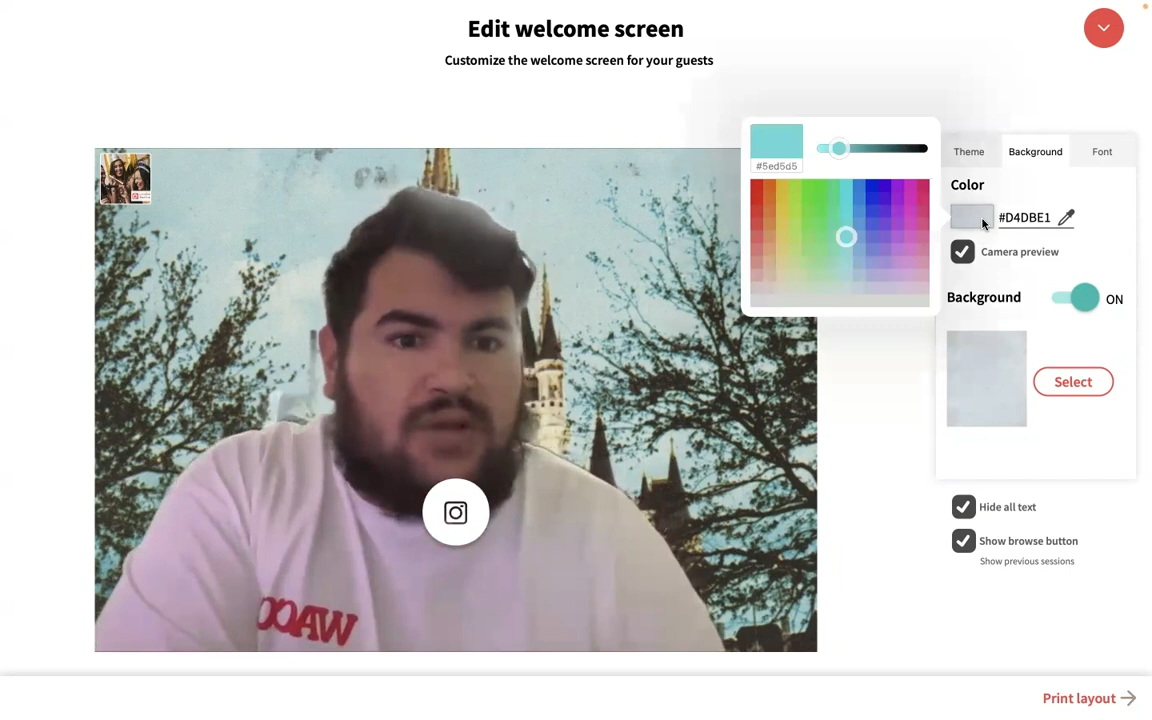 Edit welcome screen
Customize the welcome screen for your guests
#5ed5d5
Theme
Background
Font
Color
#D4DBE1
Camera preview
Background
ON
Select
Hide all text
Show browse button
Show previous sessions
Print layout